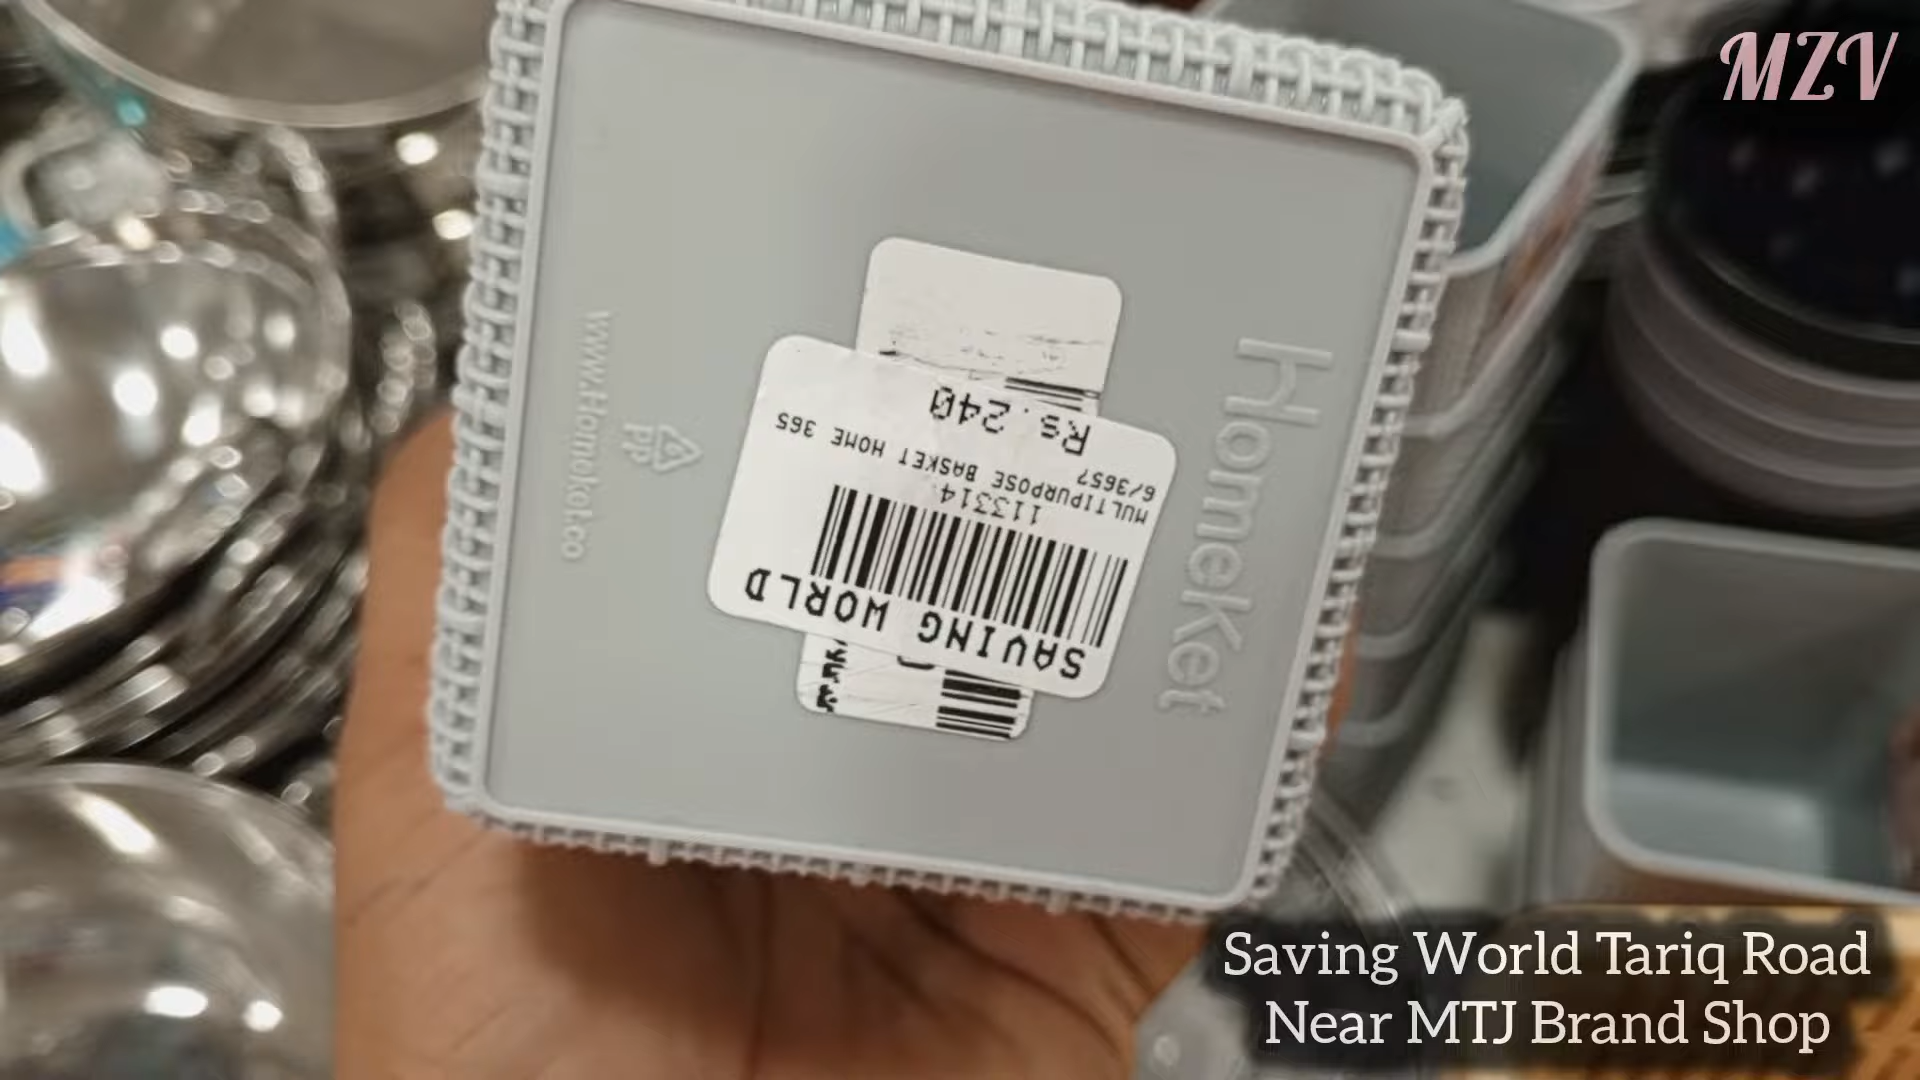 MZV
HomeKet
www.Homeket.co
PP
SAVING WORLD
113314
MULTIPURPOSE BASKET HOME 365
6/365?
Rs.240
Saving World Tariq Road
Near MTJ Brand Shop